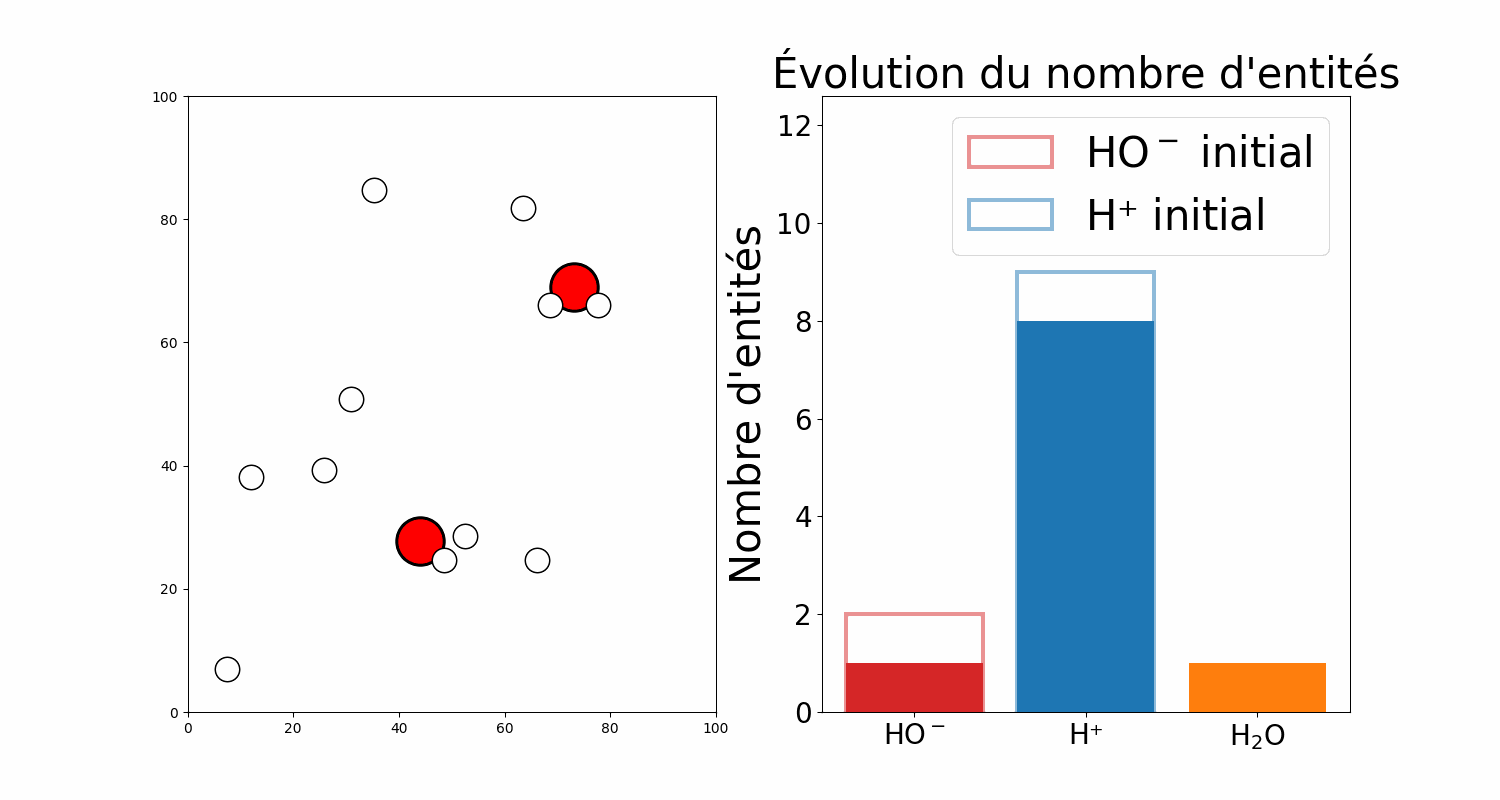 Évolution du nombre d'entités
100
80
60
40
20
0
0 20 40 60 80 100
Nombre d'entités
12
10
8
6
4
2
0
HO⁻ initial
H⁺ initial
HO⁻ H⁺ H₂O